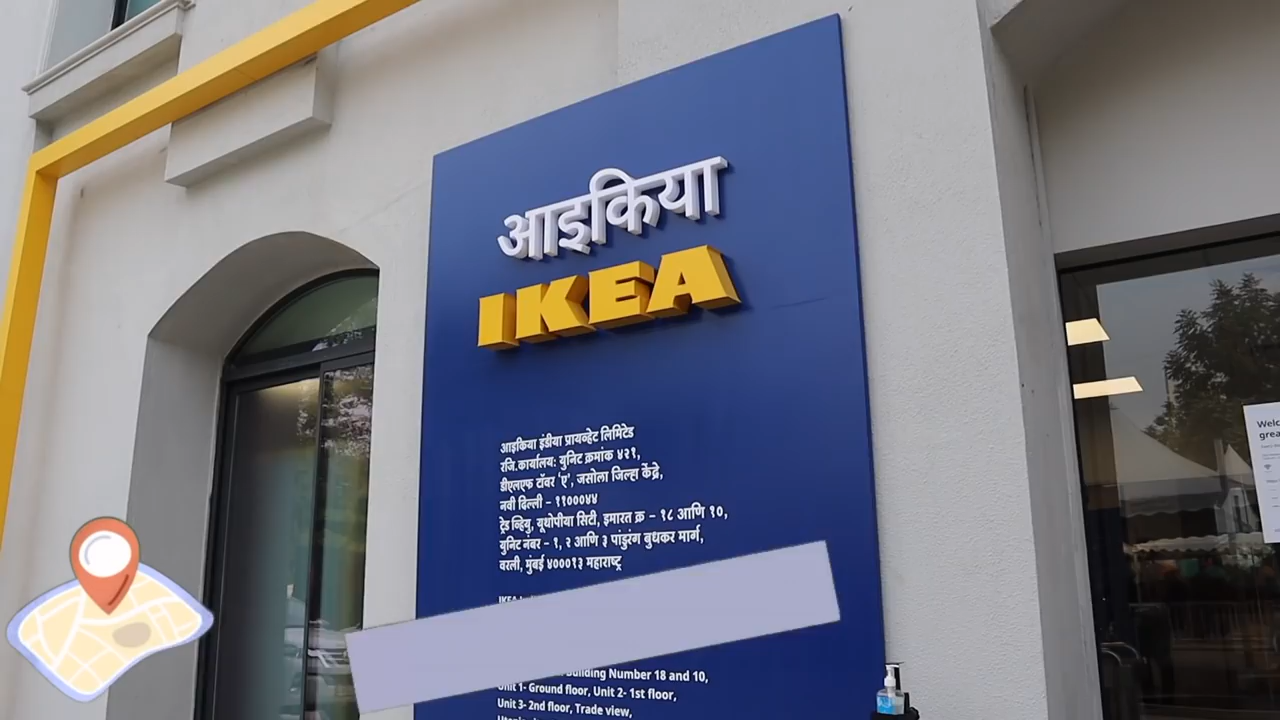 आइकिया
IKEA
आइकिया इंडीया प्रायव्हेट लिमिटेड
रजि.कार्यालय: युनिट क्रमांक ४२१,
डीएलएफ टॉवर 'ए', जसोला जिल्हा केंद्रे,
नवी दिल्ली - ११००४४
ट्रेड व्हियु, यूथोपीया सिटी, इमारत क्र - १८ आणि १०,
युनिट नंबर - १, २ आणि ३ पांडुरंग बुधकर मार्ग,
वरली, मुंबई ४०००१३ महाराष्ट्र
IKEA
Building Number 18 and 10,
Unit 1- Ground floor, Unit 2- 1st floor,
Unit 3- 2nd floor, Trade view,